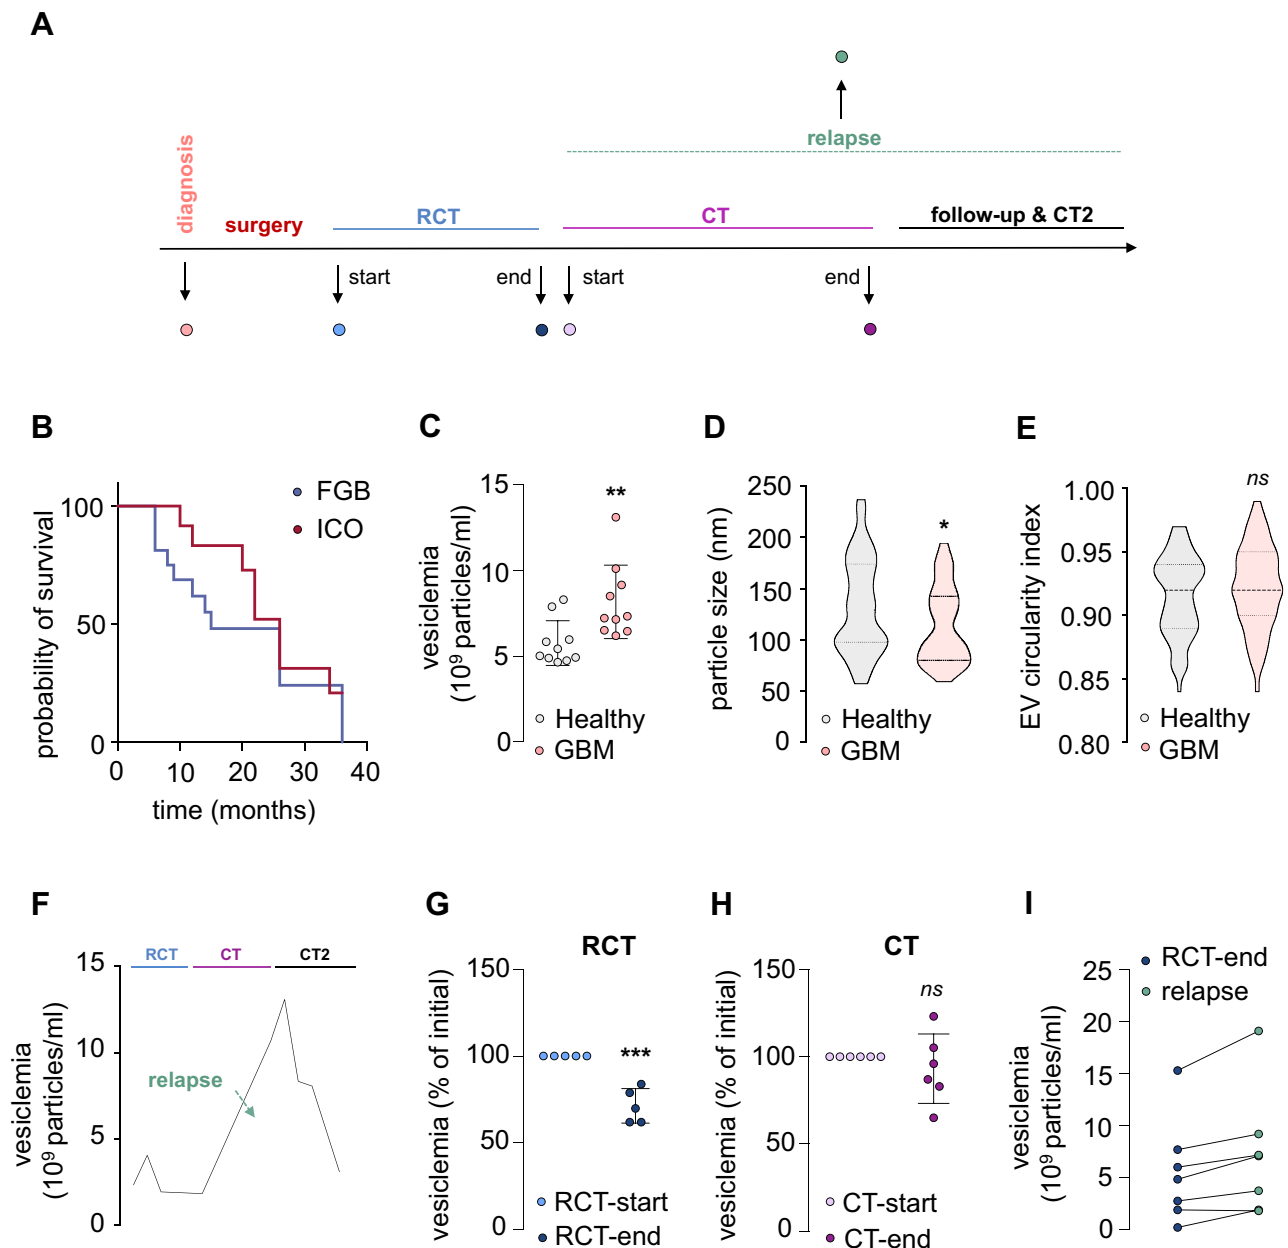 A
relapse
diagnosis
surgery
RCT
CT
follow-up & CT2
start
end
start
end
B
probability of survival
100
50
0
0
10
20
30
40
time (months)
FGB
ICO
C
vesiclemia
(10⁹ particles/ml)
15
10
5
0
**
Healthy
GBM
D
particle size (nm)
250
200
150
100
50
0
*
Healthy
GBM
E
EV circularity index
1.00
0.95
0.90
0.85
0.80
ns
Healthy
GBM
F
vesiclemia
(10⁹ particles/ml)
15
10
5
0
RCT
CT
CT2
relapse
G
RCT
vesiclemia (% of initial)
150
100
50
0
***
RCT-start
RCT-end
H
CT
vesiclemia (% of initial)
150
100
50
0
ns
CT-start
CT-end
I
vesiclemia
(10⁹ particles/ml)
25
20
15
10
5
0
RCT-end
relapse